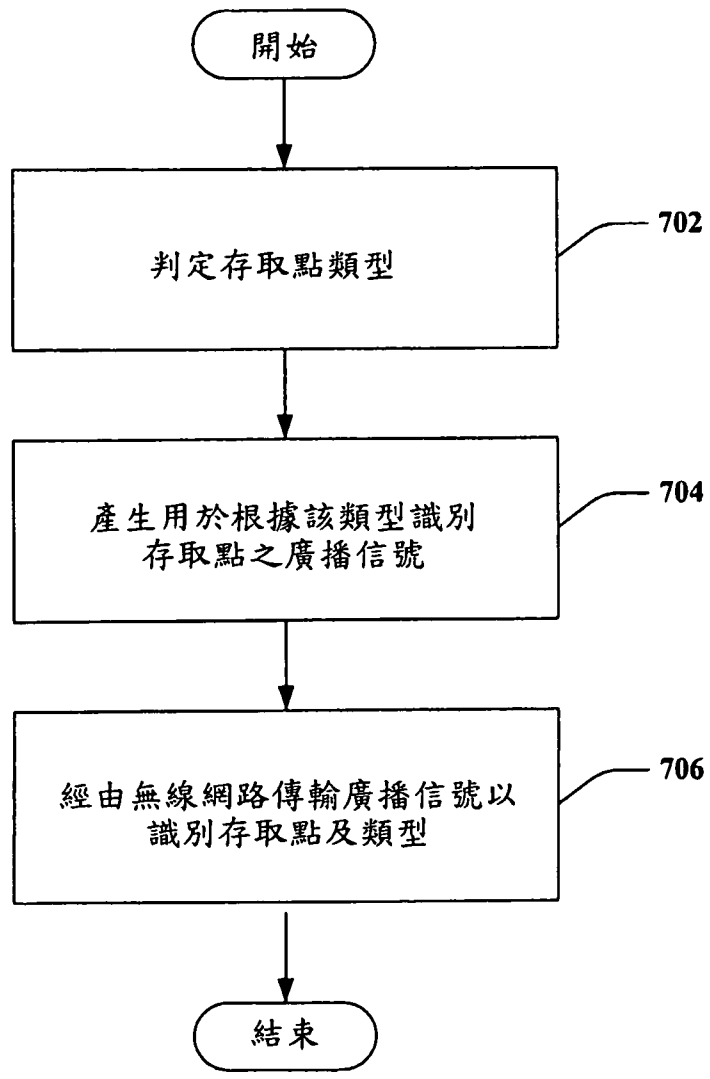 開始
判定存取點類型
702
產生用於根據該類型識別
存取點之廣播信號
704
經由無線網路傳輸廣播信號以
識別存取點及類型
706
結束